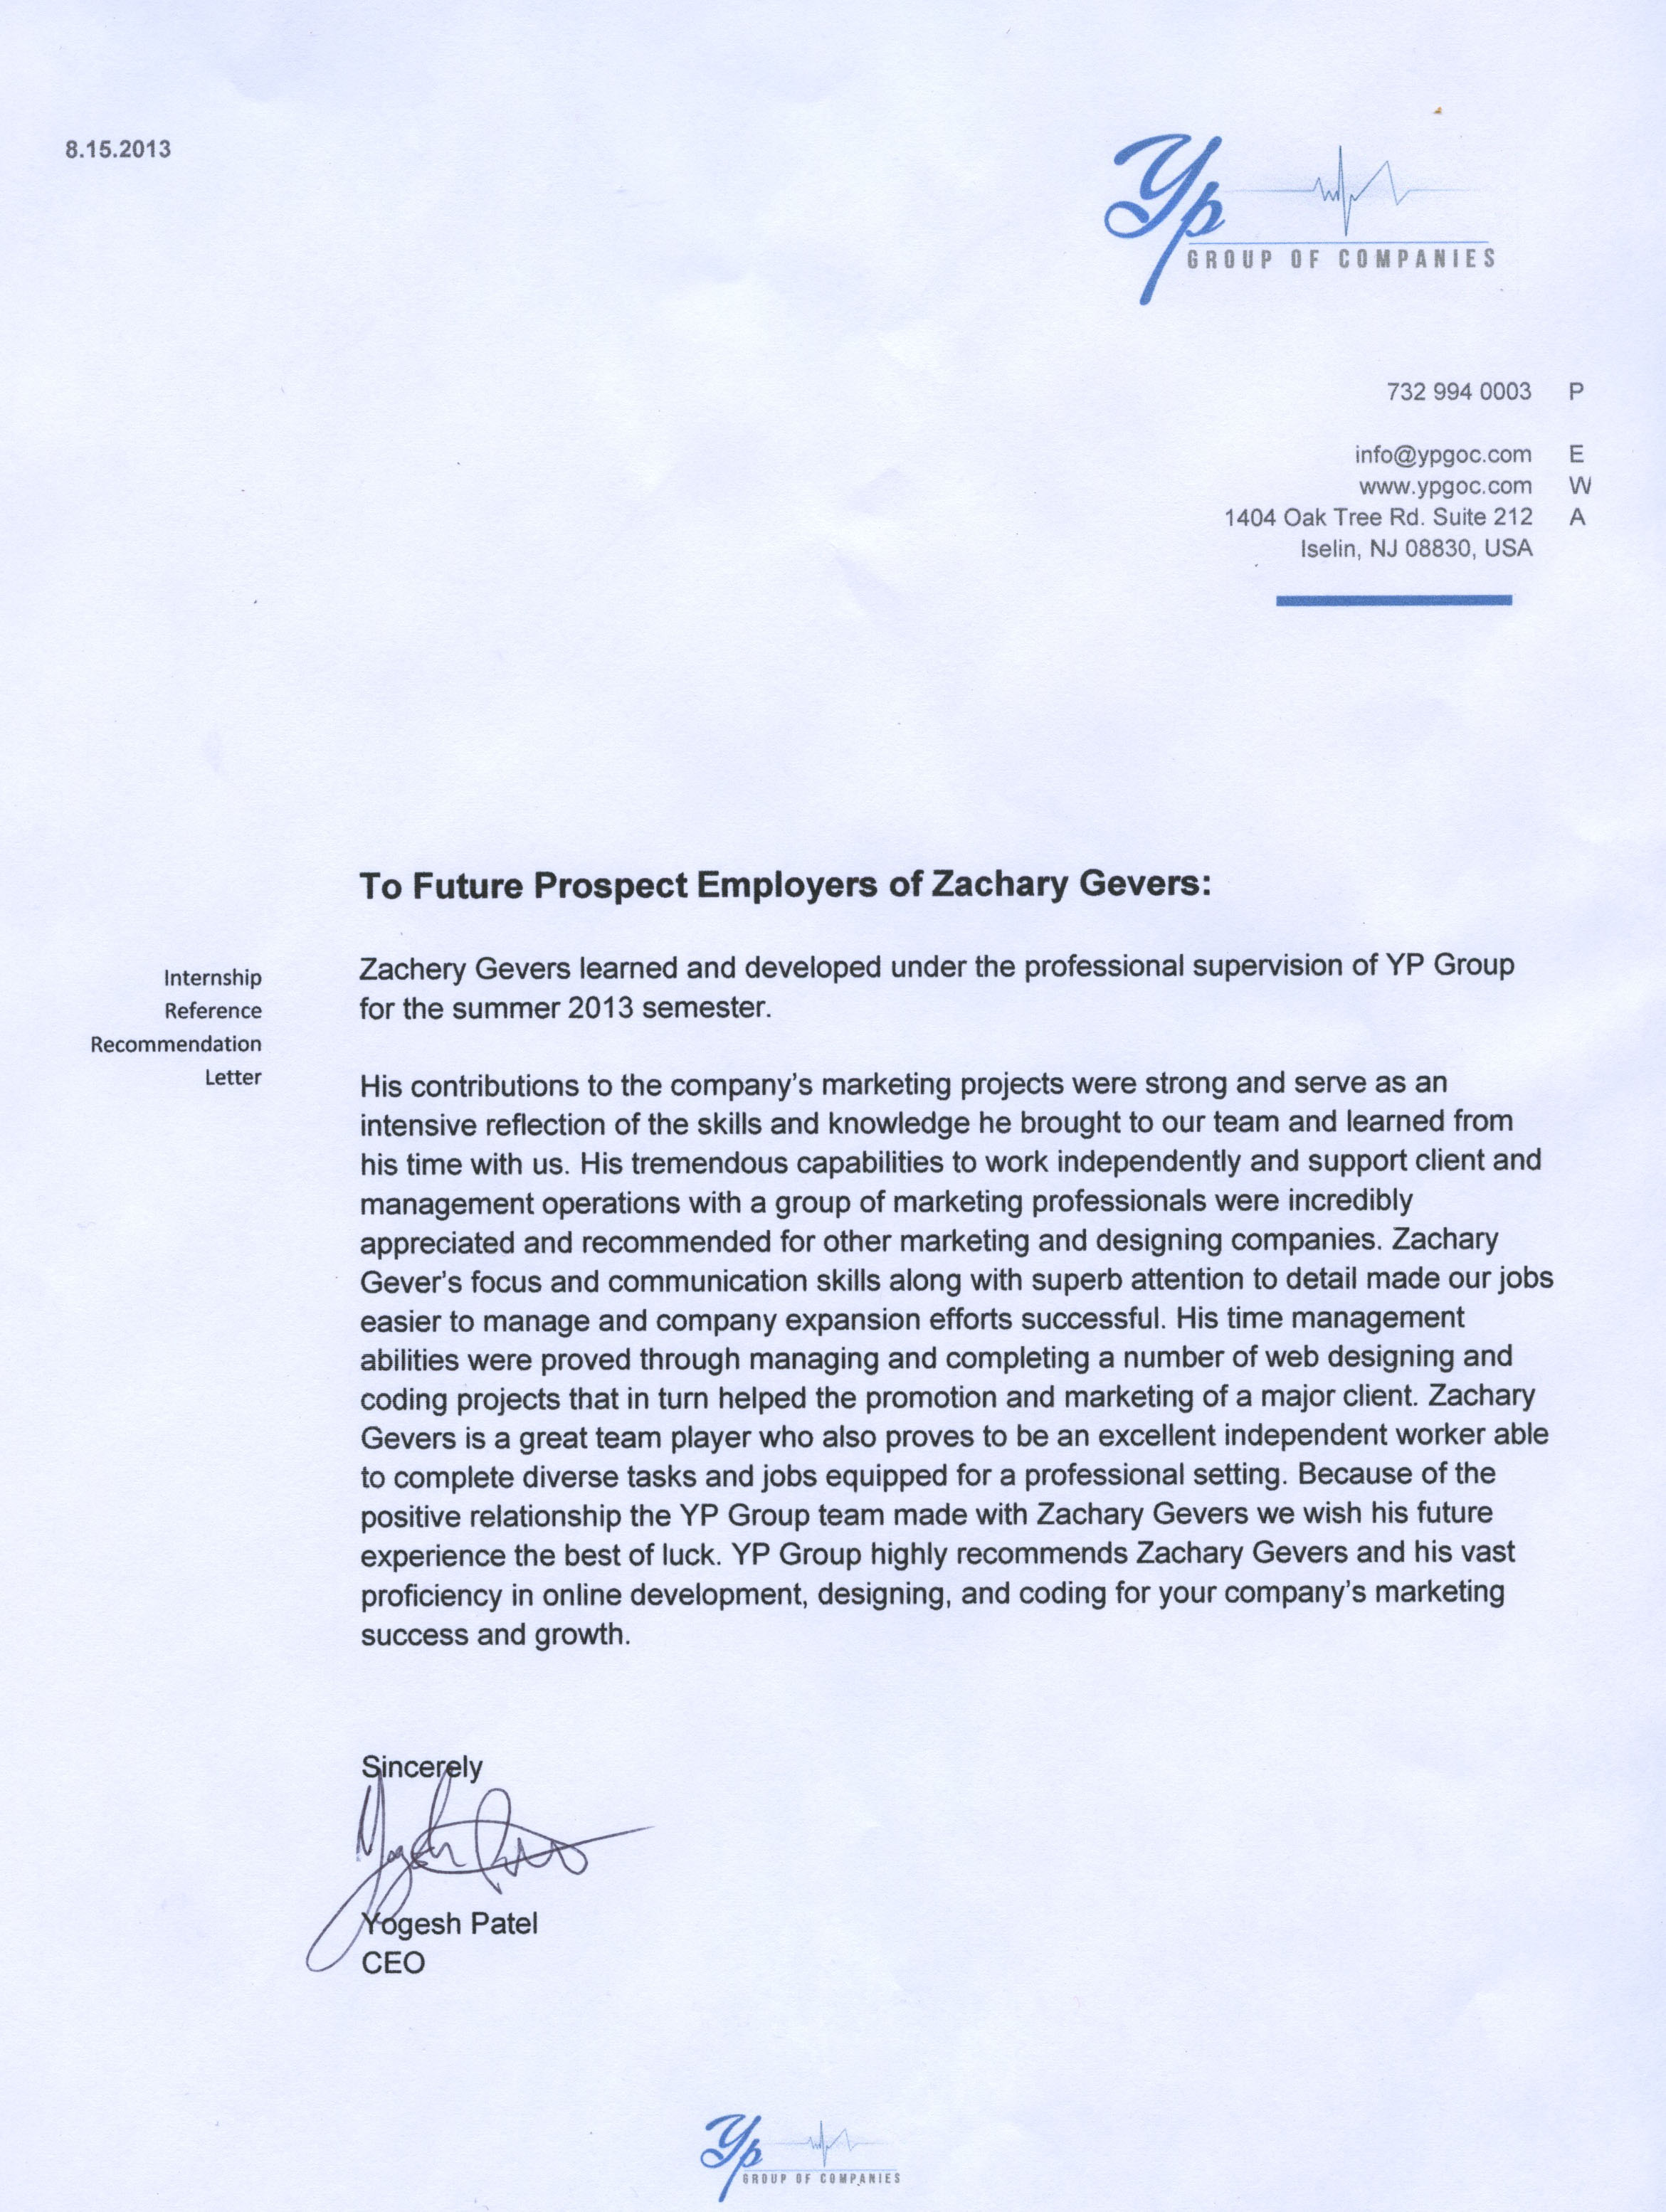 8.15.2013
Yp
GROUP OF COMPANIES
732 994 0003 P
info@ypgoc.com E
www.ypgoc.com W
1404 Oak Tree Rd. Suite 212 A
Iselin, NJ 08830, USA
To Future Prospect Employers of Zachary Gevers:
Internship
Reference
Recommendation
Letter
Zachery Gevers learned and developed under the professional supervision of YP Group
for the summer 2013 semester.
His contributions to the company's marketing projects were strong and serve as an
intensive reflection of the skills and knowledge he brought to our team and learned from
his time with us. His tremendous capabilities to work independently and support client and
management operations with a group of marketing professionals were incredibly
appreciated and recommended for other marketing and designing companies. Zachary
Gever's focus and communication skills along with superb attention to detail made our jobs
easier to manage and company expansion efforts successful. His time management
abilities were proved through managing and completing a number of web designing and
coding projects that in turn helped the promotion and marketing of a major client. Zachary
Gevers is a great team player who also proves to be an excellent independent worker able
to complete diverse tasks and jobs equipped for a professional setting. Because of the
positive relationship the YP Group team made with Zachary Gevers we wish his future
experience the best of luck. YP Group highly recommends Zachary Gevers and his vast
proficiency in online development, designing, and coding for your company's marketing
success and growth.
Sincerely
Yogesh Patel
CEO
Yp
GROUP OF COMPANIES